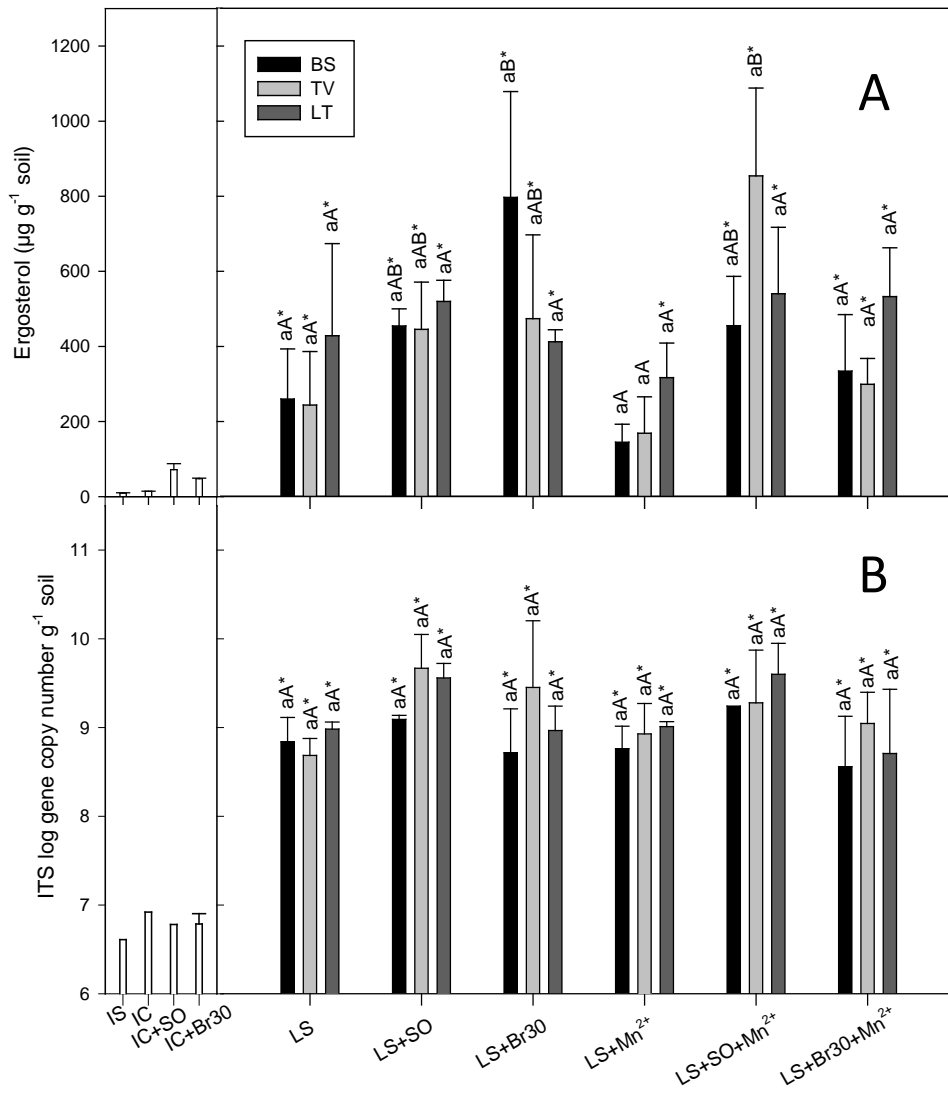 A
BS
TV
LT
Ergosterol (µg g⁻¹ soil)
1200
1000
800
600
400
200
0
aA* aA* aA*
aAB* aAB* aA*
aB* aAB* aA*
aA aA aA*
aAB* aB* aA*
aA* aA* aA*
B
ITS log gene copy number g⁻¹ soil
11
10
9
8
7
6
aA* aA* aA*
aA* aA* aA*
aA* aA* aA*
aA* aA* aA*
aA* aA* aA*
aA* aA* aA*
IS
IC
IC+SO
IC+Br30
LS
LS+SO
LS+Br30
LS+Mn²⁺
LS+SO+Mn²⁺
LS+Br30+Mn²⁺